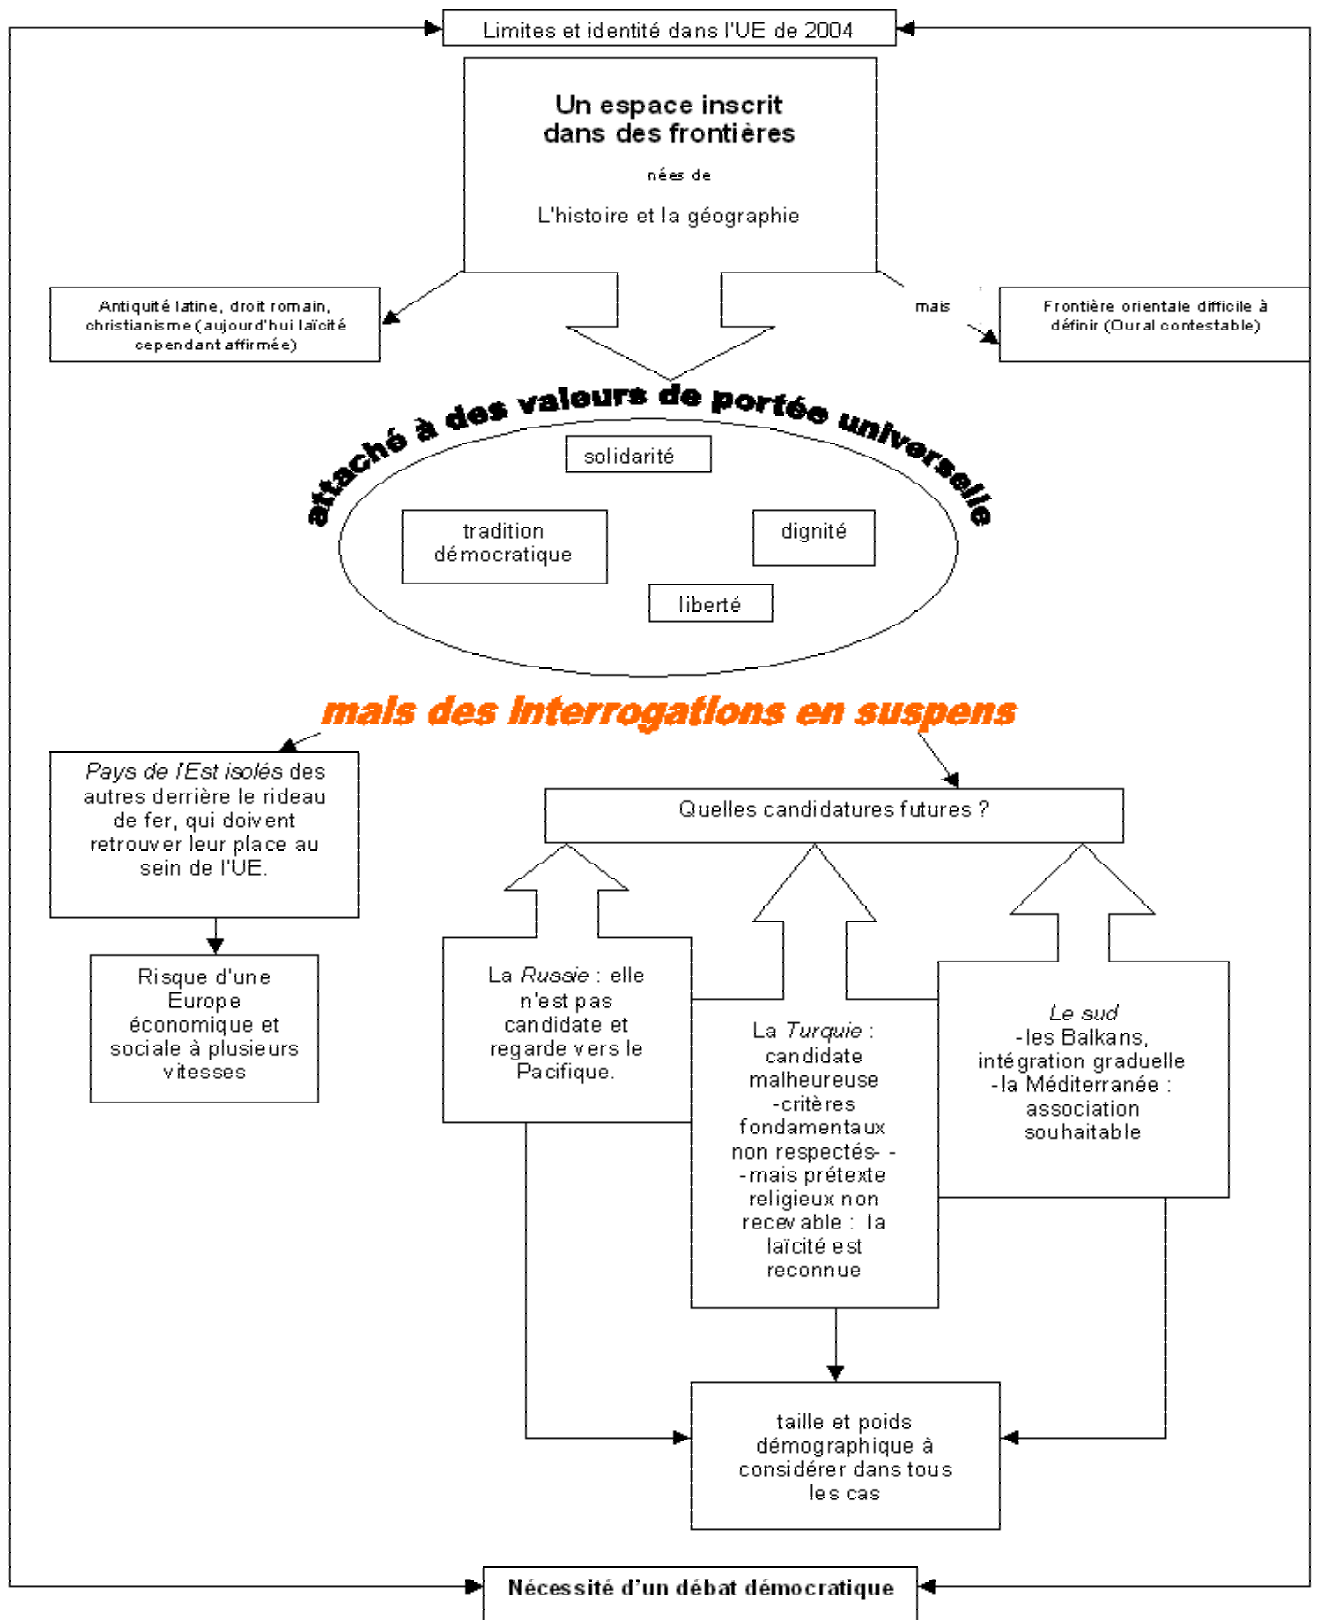 Limites et identité dans l'UE de 2004
Un espace inscrit
dans des frontières
nées de
L'histoire et la géographie
Antiquité latine, droit romain,
christianisme (aujourd'hui laïcité
cependant affirmée)
mais
Frontière orientale difficile à
définir (Oural contestable)
attaché à des valeurs de portée universelle
solidarité
tradition
démocratique
dignité
liberté
mais des interrogations en suspens
Pays de l'Est isolés des
autres derrière le rideau
de fer, qui doivent
retrouver leur place au
sein de l'UE.
Risque d'une
Europe
économique et
sociale à plusieurs
vitesses
Quelles candidatures futures ?
La Russie : elle
n'est pas
candidate et
regarde vers le
Pacifique.
La Turquie :
candidate
malheureuse
-critères
fondamentaux
non respectés- -
-mais prétexte
religieux non
recevable : la
laïcité est
reconnue
Le sud
-les Balkans,
intégration graduelle
-la Méditerranée :
association
souhaitable
taille et poids
démographique à
considérer dans tous
les cas
Nécessité d'un débat démocratique